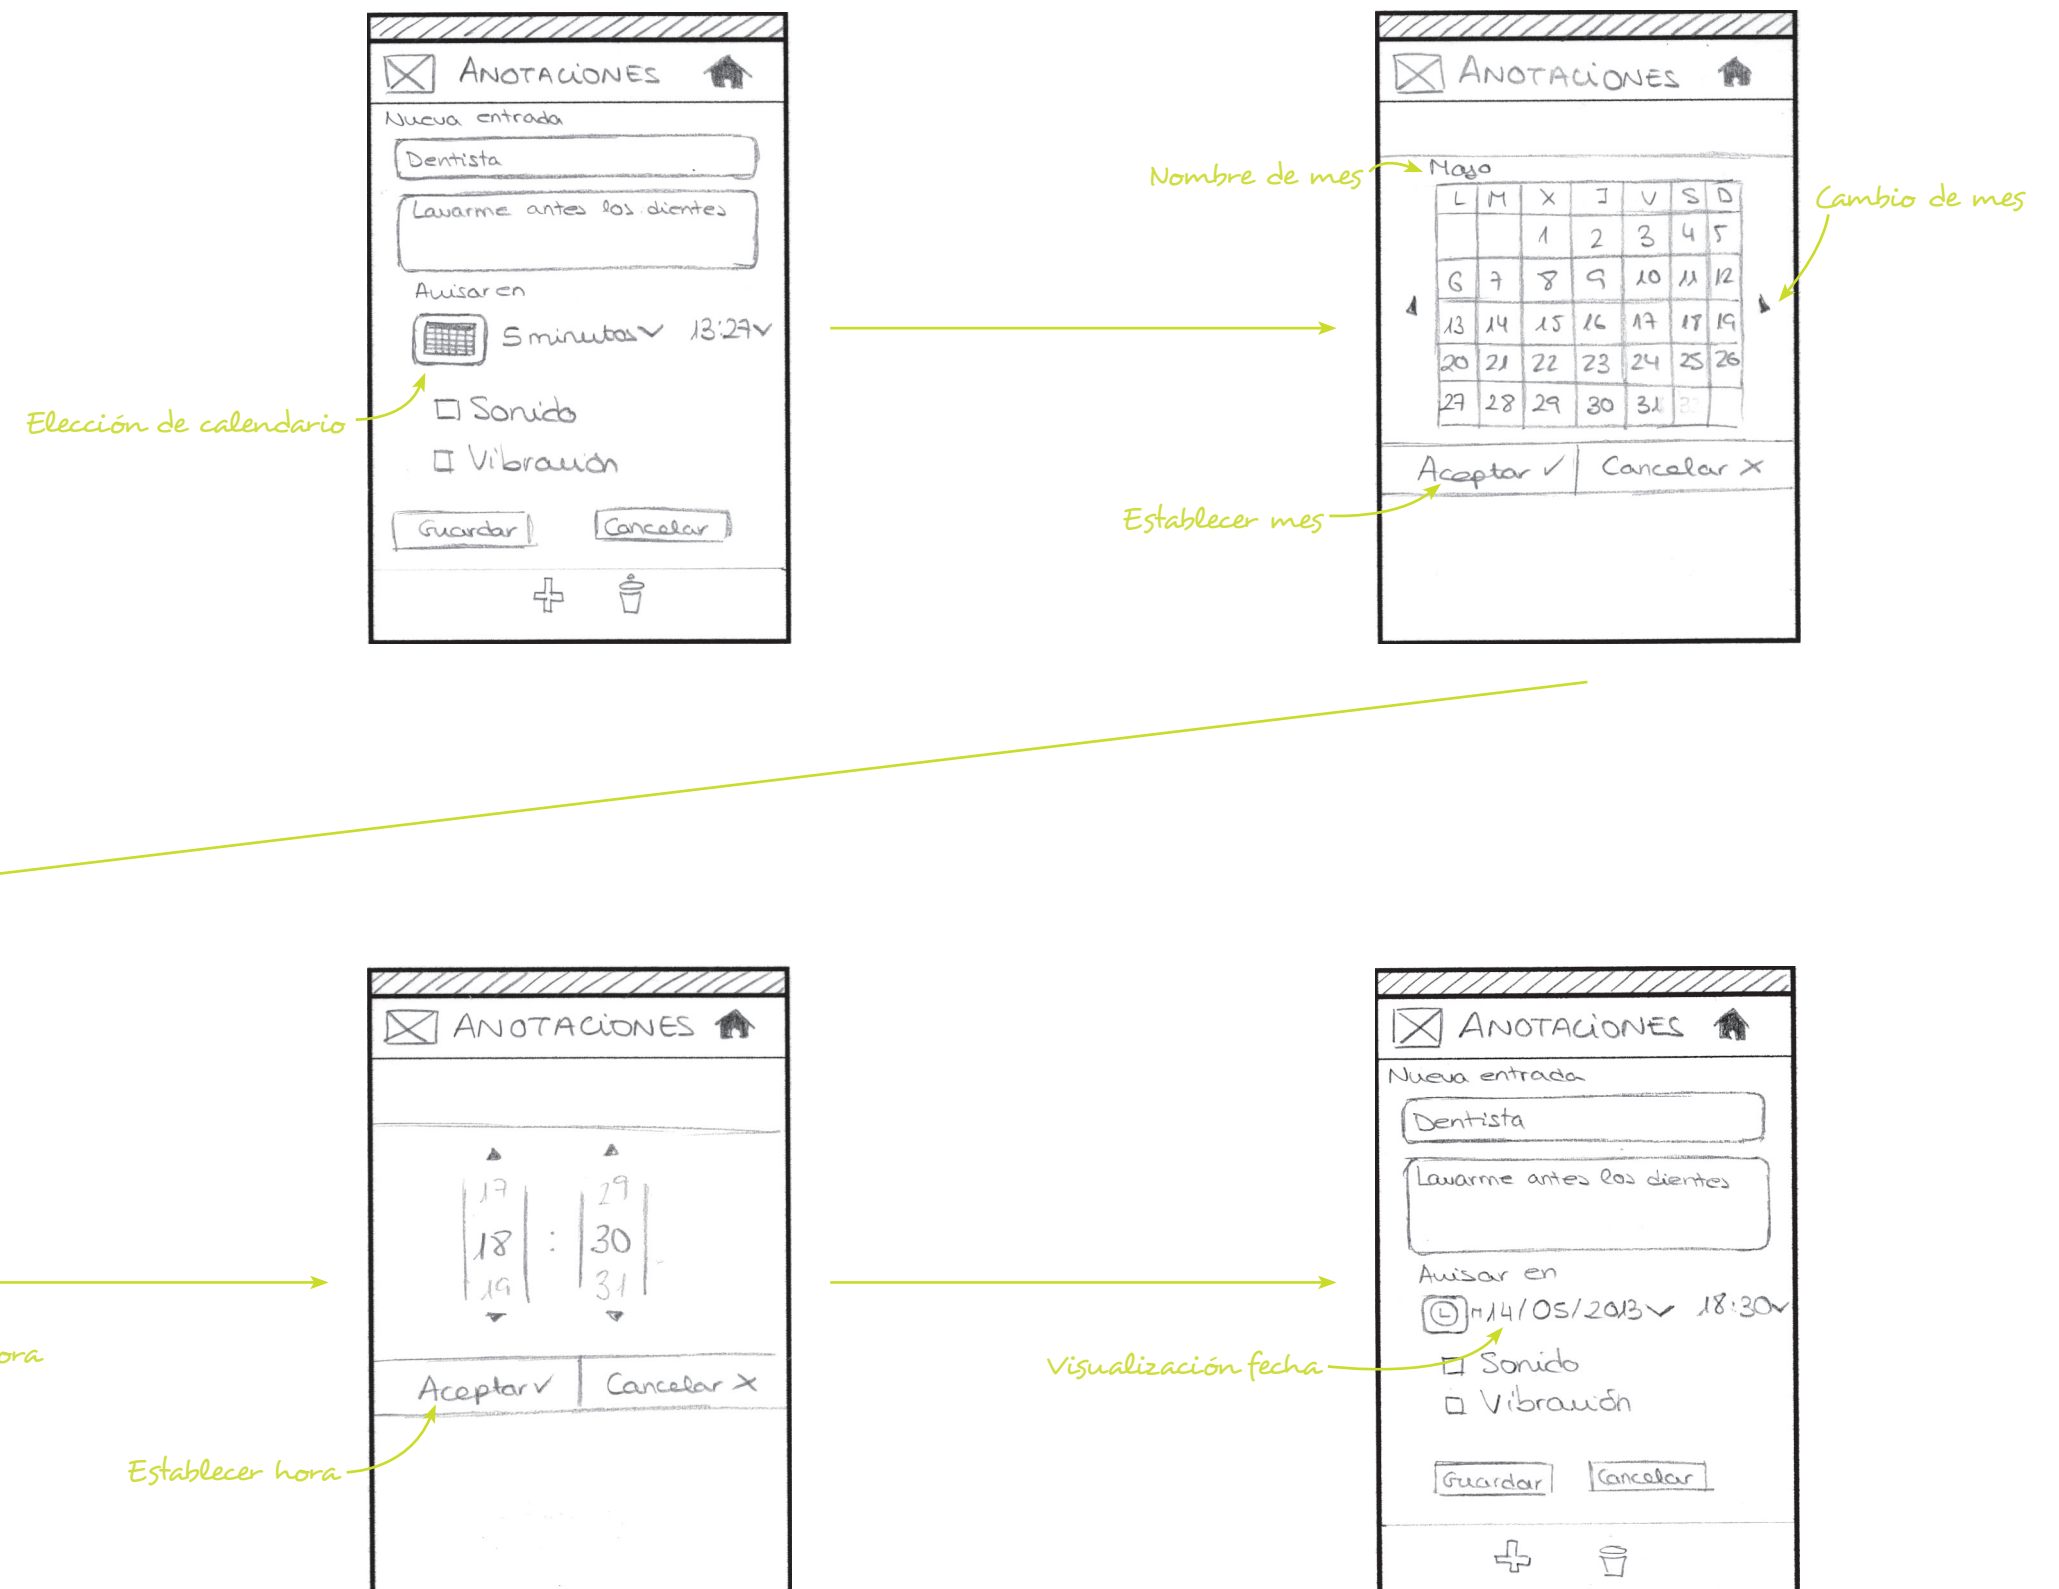 ANOTACIONES
Nueva entrada
Dentista
Lavarme antes los dientes
Avisar en
5 minutos 13:27
Elección de calendario
Sonido
Vibración
Guardar Cancelar
ANOTACIONES
Nombre de mes
Mayo
Cambio de mes
L M X J V S D
1 2 3 4 5
6 7 8 9 10 11 12
13 14 15 16 17 18 19
20 21 22 23 24 25 26
27 28 29 30 31
Aceptar ✓ Cancelar X
Establecer mes
ANOTACIONES
17 29
18 : 30
19 31
ora
Aceptar ✓ Cancelar X
Establecer hora
ANOTACIONES
Nueva entrada
Dentista
Lavarme antes los dientes
Avisar en
M 14/05/2013 18:30
Visualización fecha
Sonido
Vibración
Guardar Cancelar